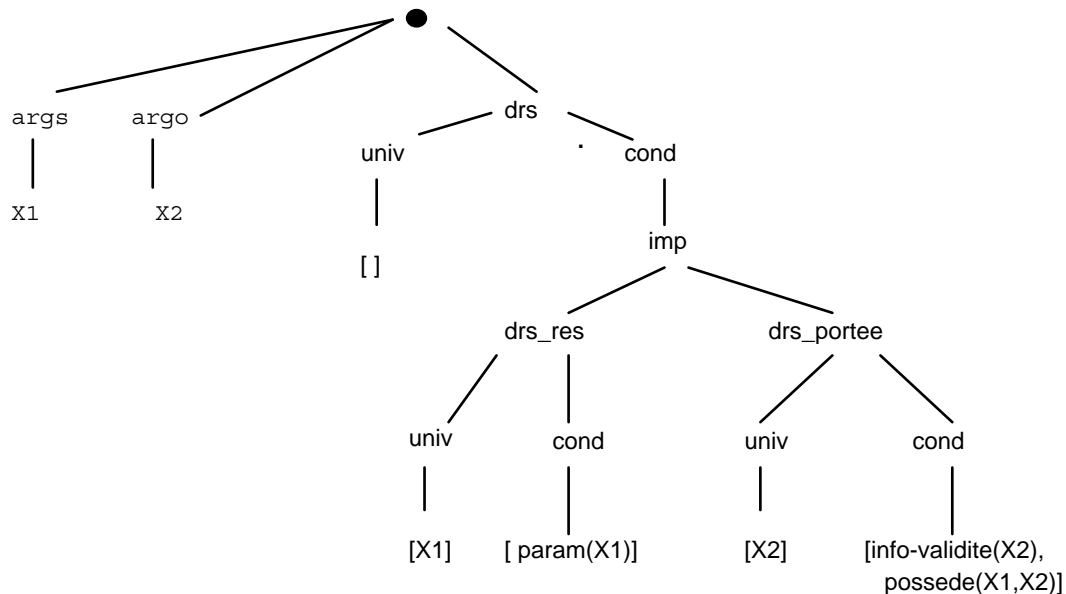 drs
args argo
univ cond
X1 X2
imp
[ ]
drs_res drs_portee
univ cond univ cond
[X1] [ param(X1)] [X2] [info-validite(X2),
possede(X1,X2)]